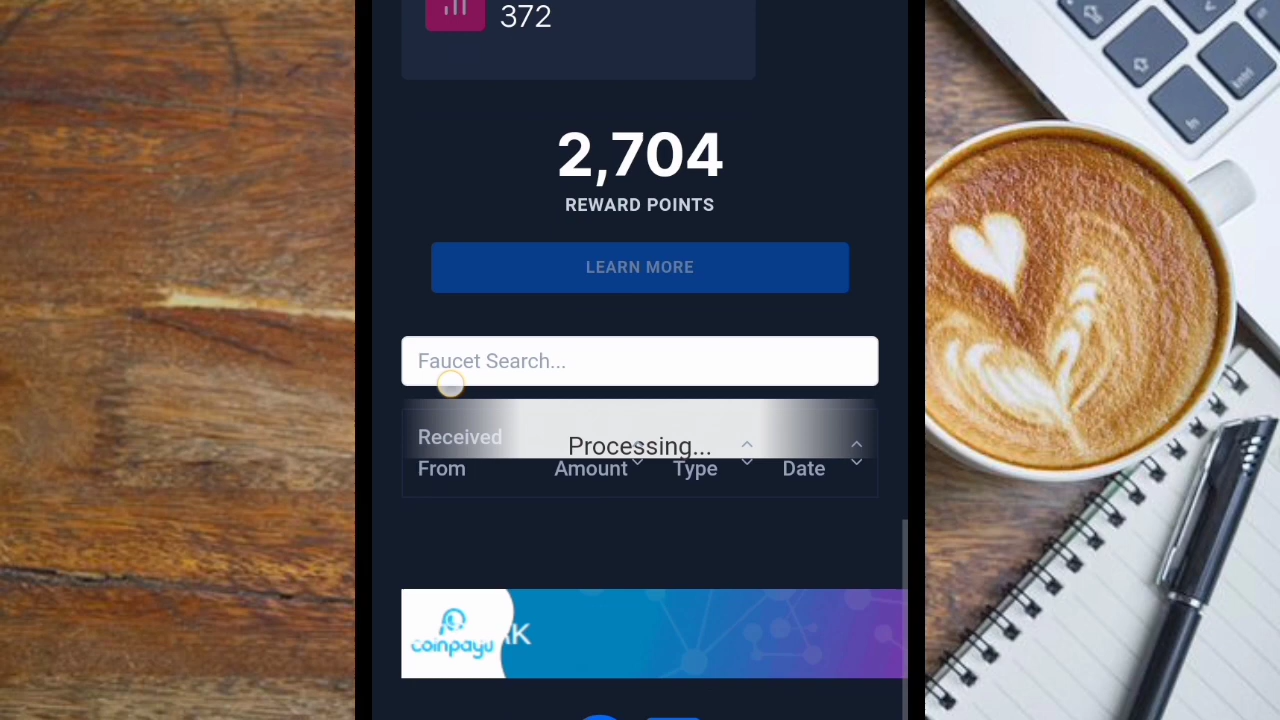 372
2,704
REWARD POINTS
LEARN MORE
Faucet Search...
Processing...
Received
From
Amount
Type
Date
coinpayu